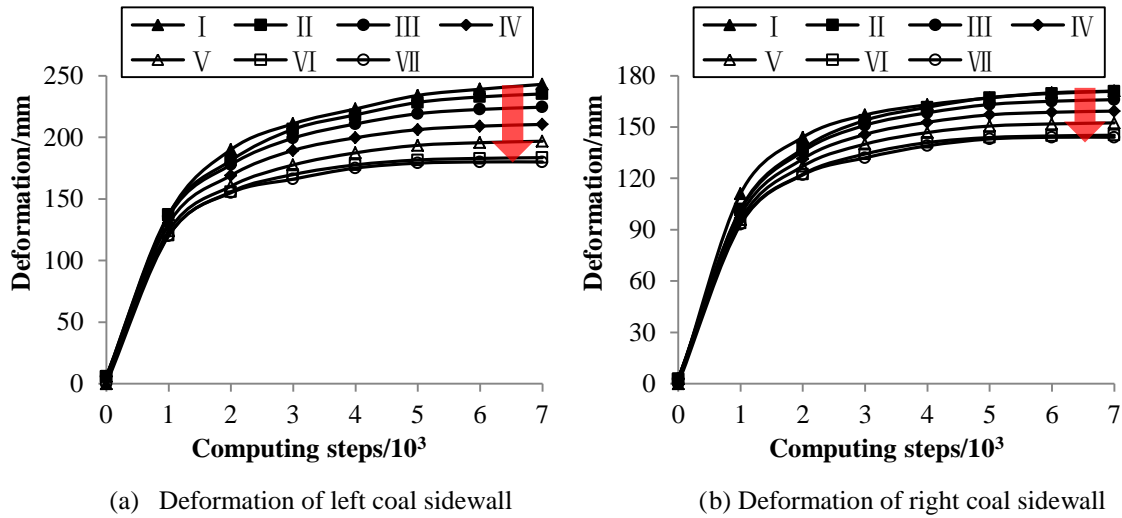 I II III IV
V VI VII
250
200
150
100
50
0
0 1 2 3 4 5 6 7
Deformation/mm
Computing steps/10³
(a) Deformation of left coal sidewall
I II III IV
V VI VII
180
150
120
90
60
30
0
0 1 2 3 4 5 6 7
Deformation/mm
Computing steps/10³
(b) Deformation of right coal sidewall